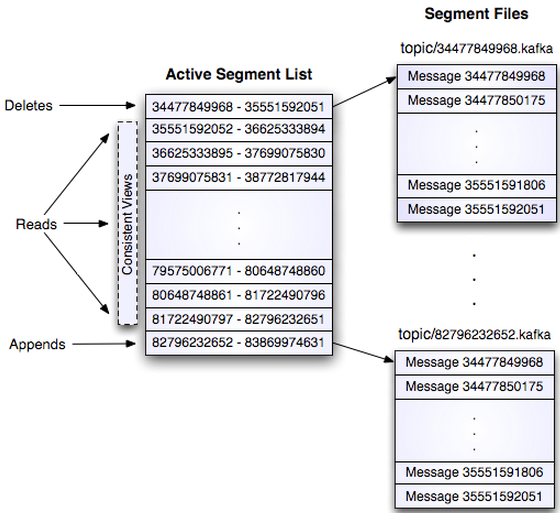 Segment Files
topic/34477849968.kafka
Active Segment List
Message 34477849968
Deletes
34477849968 - 35551592051
Message 34477850175
35551592052 - 36625333894
36625333895 - 37699075830
37699075831 - 38772817944
Message 35551591806
Message 35551592051
Reads
Consistent Views
79575006771 - 80648748860
80648748861 - 81722490796
81722490797 - 82796232651
topic/82796232652.kafka
Appends
82796232652 - 83869974631
Message 34477849968
Message 34477850175
Message 35551591806
Message 35551592051